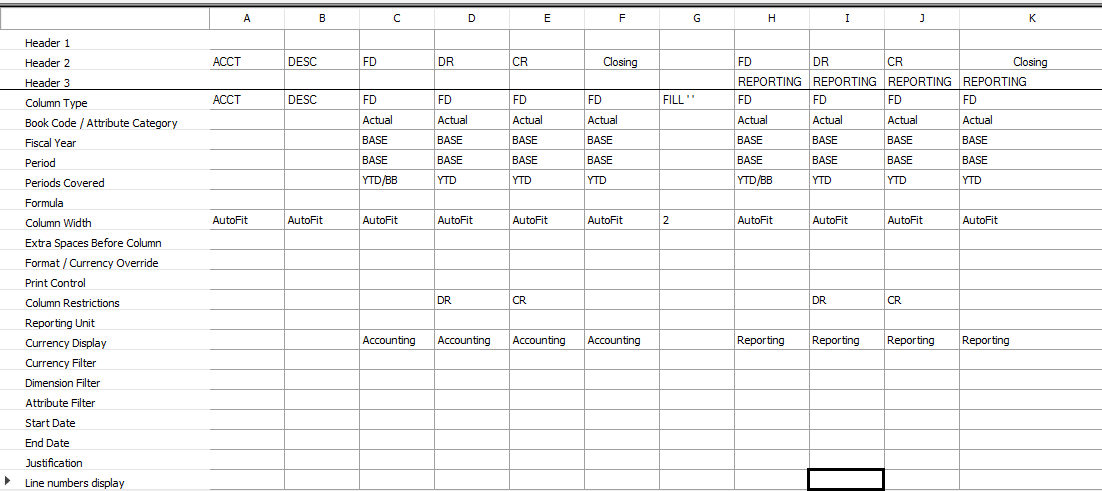 A B C D E F G H I J K
Header 1
Header 2 ACCT DESC FD DR CR Closing FD DR CR Closing
Header 3 REPORTING REPORTING REPORTING REPORTING
Column Type ACCT DESC FD FD FD FD FILL ' ' FD FD FD FD
Book Code / Attribute Category Actual Actual Actual Actual Actual Actual Actual Actual
Fiscal Year BASE BASE BASE BASE BASE BASE BASE BASE
Period BASE BASE BASE BASE BASE BASE BASE BASE
Periods Covered YTD/BB YTD YTD YTD YTD/BB YTD YTD YTD
Formula
Column Width AutoFit AutoFit AutoFit AutoFit AutoFit AutoFit 2 AutoFit AutoFit AutoFit AutoFit
Extra Spaces Before Column
Format / Currency Override
Print Control
Column Restrictions DR CR DR CR
Reporting Unit
Currency Display Accounting Accounting Accounting Accounting Reporting Reporting Reporting Reporting
Currency Filter
Dimension Filter
Attribute Filter
Start Date
End Date
Justification
Line numbers display